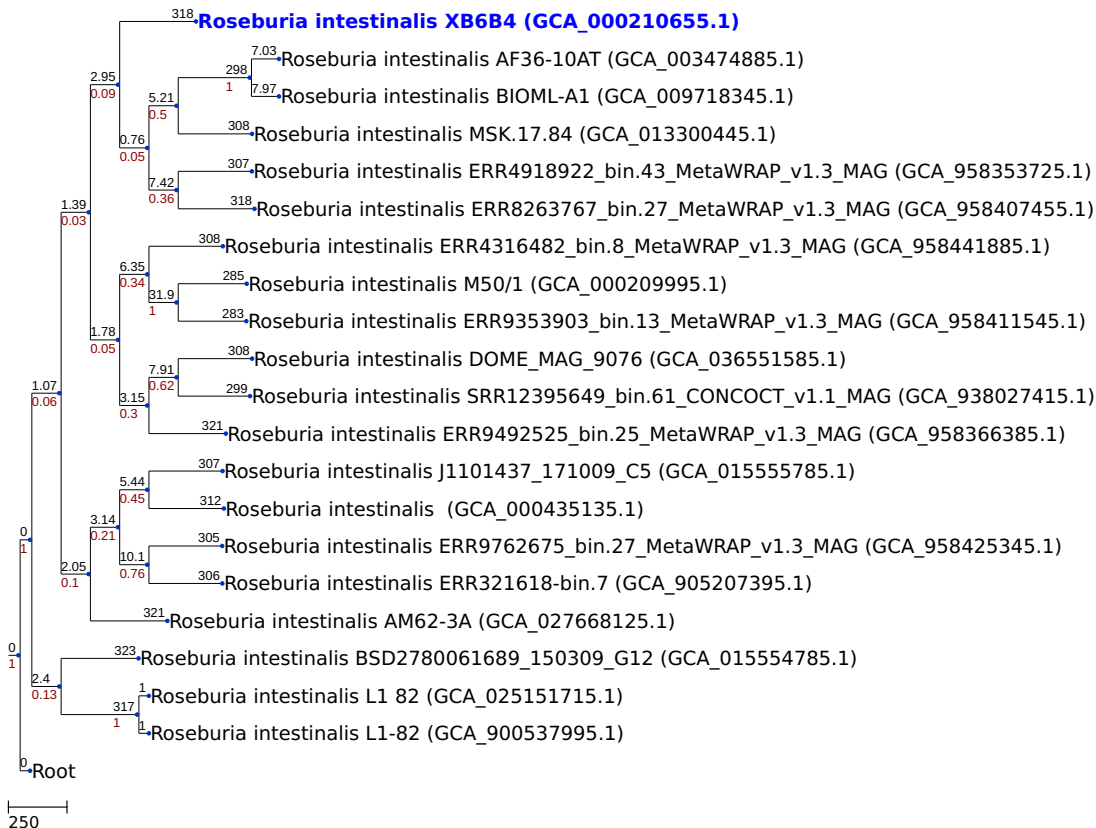 318
Roseburia intestinalis XB6B4 (GCA_000210655.1)
7.03
Roseburia intestinalis AF36-10AT (GCA_003474885.1)
298
1
2.95
0.09
7.97
Roseburia intestinalis BIOML-A1 (GCA_009718345.1)
5.21
0.5
308
Roseburia intestinalis MSK.17.84 (GCA_013300445.1)
0.76
0.05
307
Roseburia intestinalis ERR4918922_bin.43_MetaWRAP_v1.3_MAG (GCA_958353725.1)
7.42
0.36
318
Roseburia intestinalis ERR8263767_bin.27_MetaWRAP_v1.3_MAG (GCA_958407455.1)
1.39
0.03
308
Roseburia intestinalis ERR4316482_bin.8_MetaWRAP_v1.3_MAG (GCA_958441885.1)
6.35
0.34
285
Roseburia intestinalis M50/1 (GCA_000209995.1)
31.9
1
283
Roseburia intestinalis ERR9353903_bin.13_MetaWRAP_v1.3_MAG (GCA_958411545.1)
1.78
0.05
308
Roseburia intestinalis DOME_MAG_9076 (GCA_036551585.1)
7.91
0.62
1.07
0.06
299
Roseburia intestinalis SRR12395649_bin.61_CONCOCT_v1.1_MAG (GCA_938027415.1)
3.15
0.3
321
Roseburia intestinalis ERR9492525_bin.25_MetaWRAP_v1.3_MAG (GCA_958366385.1)
307
Roseburia intestinalis J1101437_171009_C5 (GCA_015555785.1)
5.44
0.45
312
Roseburia intestinalis (GCA_000435135.1)
3.14
0.21
0
1
305
Roseburia intestinalis ERR9762675_bin.27_MetaWRAP_v1.3_MAG (GCA_958425345.1)
10.1
0.76
2.05
0.1
306
Roseburia intestinalis ERR321618-bin.7 (GCA_905207395.1)
321
Roseburia intestinalis AM62-3A (GCA_027668125.1)
0
1
323
Roseburia intestinalis BSD2780061689_150309_G12 (GCA_015554785.1)
2.4
0.13
1
Roseburia intestinalis L1 82 (GCA_025151715.1)
317
1
1
Roseburia intestinalis L1-82 (GCA_900537995.1)
0
Root
250